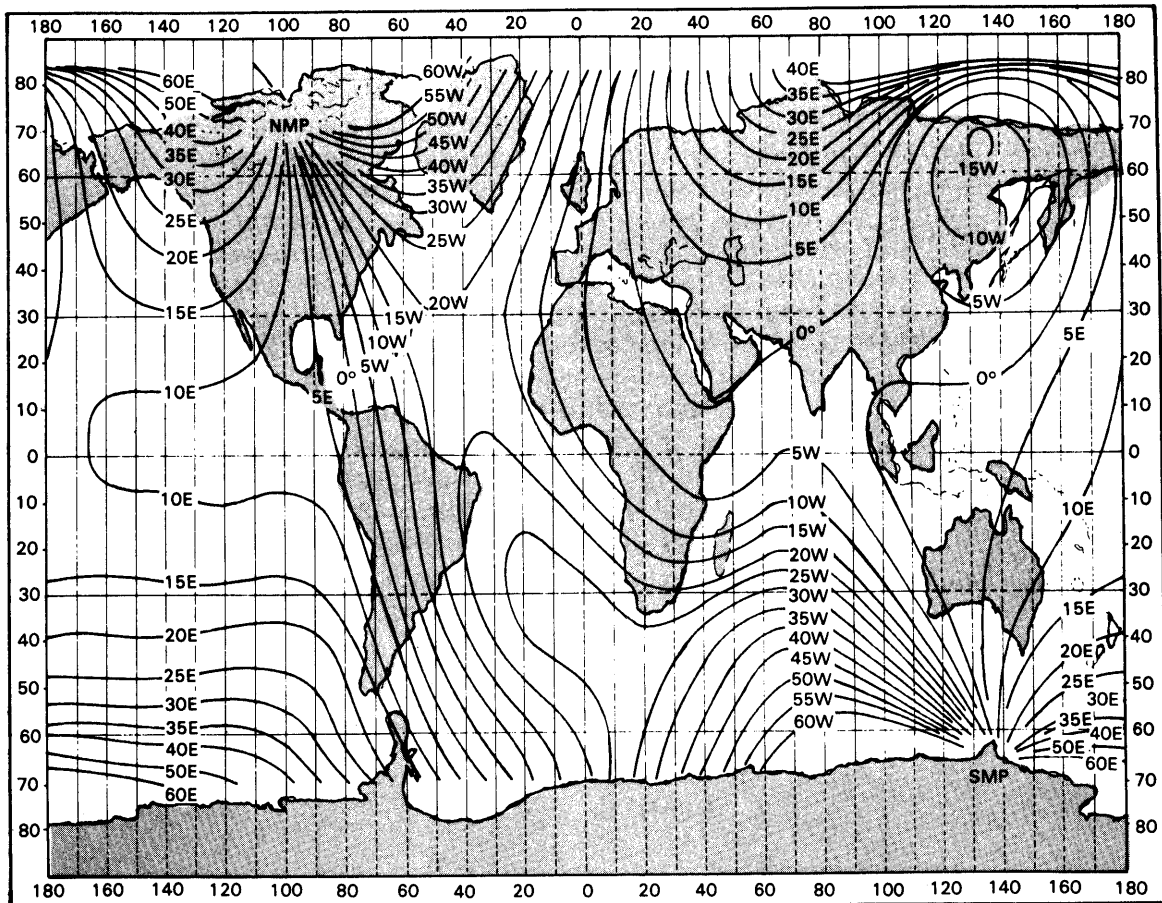 180 160 140 120 100 80 60 40 20 0 20 40 60 80 100 120 140 160 180
60E 60W 40E
80 50E 55W 35E 80
50W 30E
70 40E NMP 45W 25E 70
35E 40W 20E 15W
60 30E 35W 15E 60
30W
50 25E 10E 50
25W 10W
40 20E 5E 40
20W 5W
30 15E 15W 0° 5E 30
10W
20 0° 5W 0° 20
10 10E 5E 10
0 5W 0
10 10E 10W 10E 10
15W
20 20W 20
15E 25W
30 30W 15E 30
35W
40 20E 40W 20E 40
45W
50 25E 50W 25E 50
30E 55W 30E
60 35E 60W 35E 60
40E 40E
50E 50E
70 60E SMP 60E 70
80 80
180 160 140 120 100 80 60 40 20 0 20 40 60 80 100 120 140 160 180